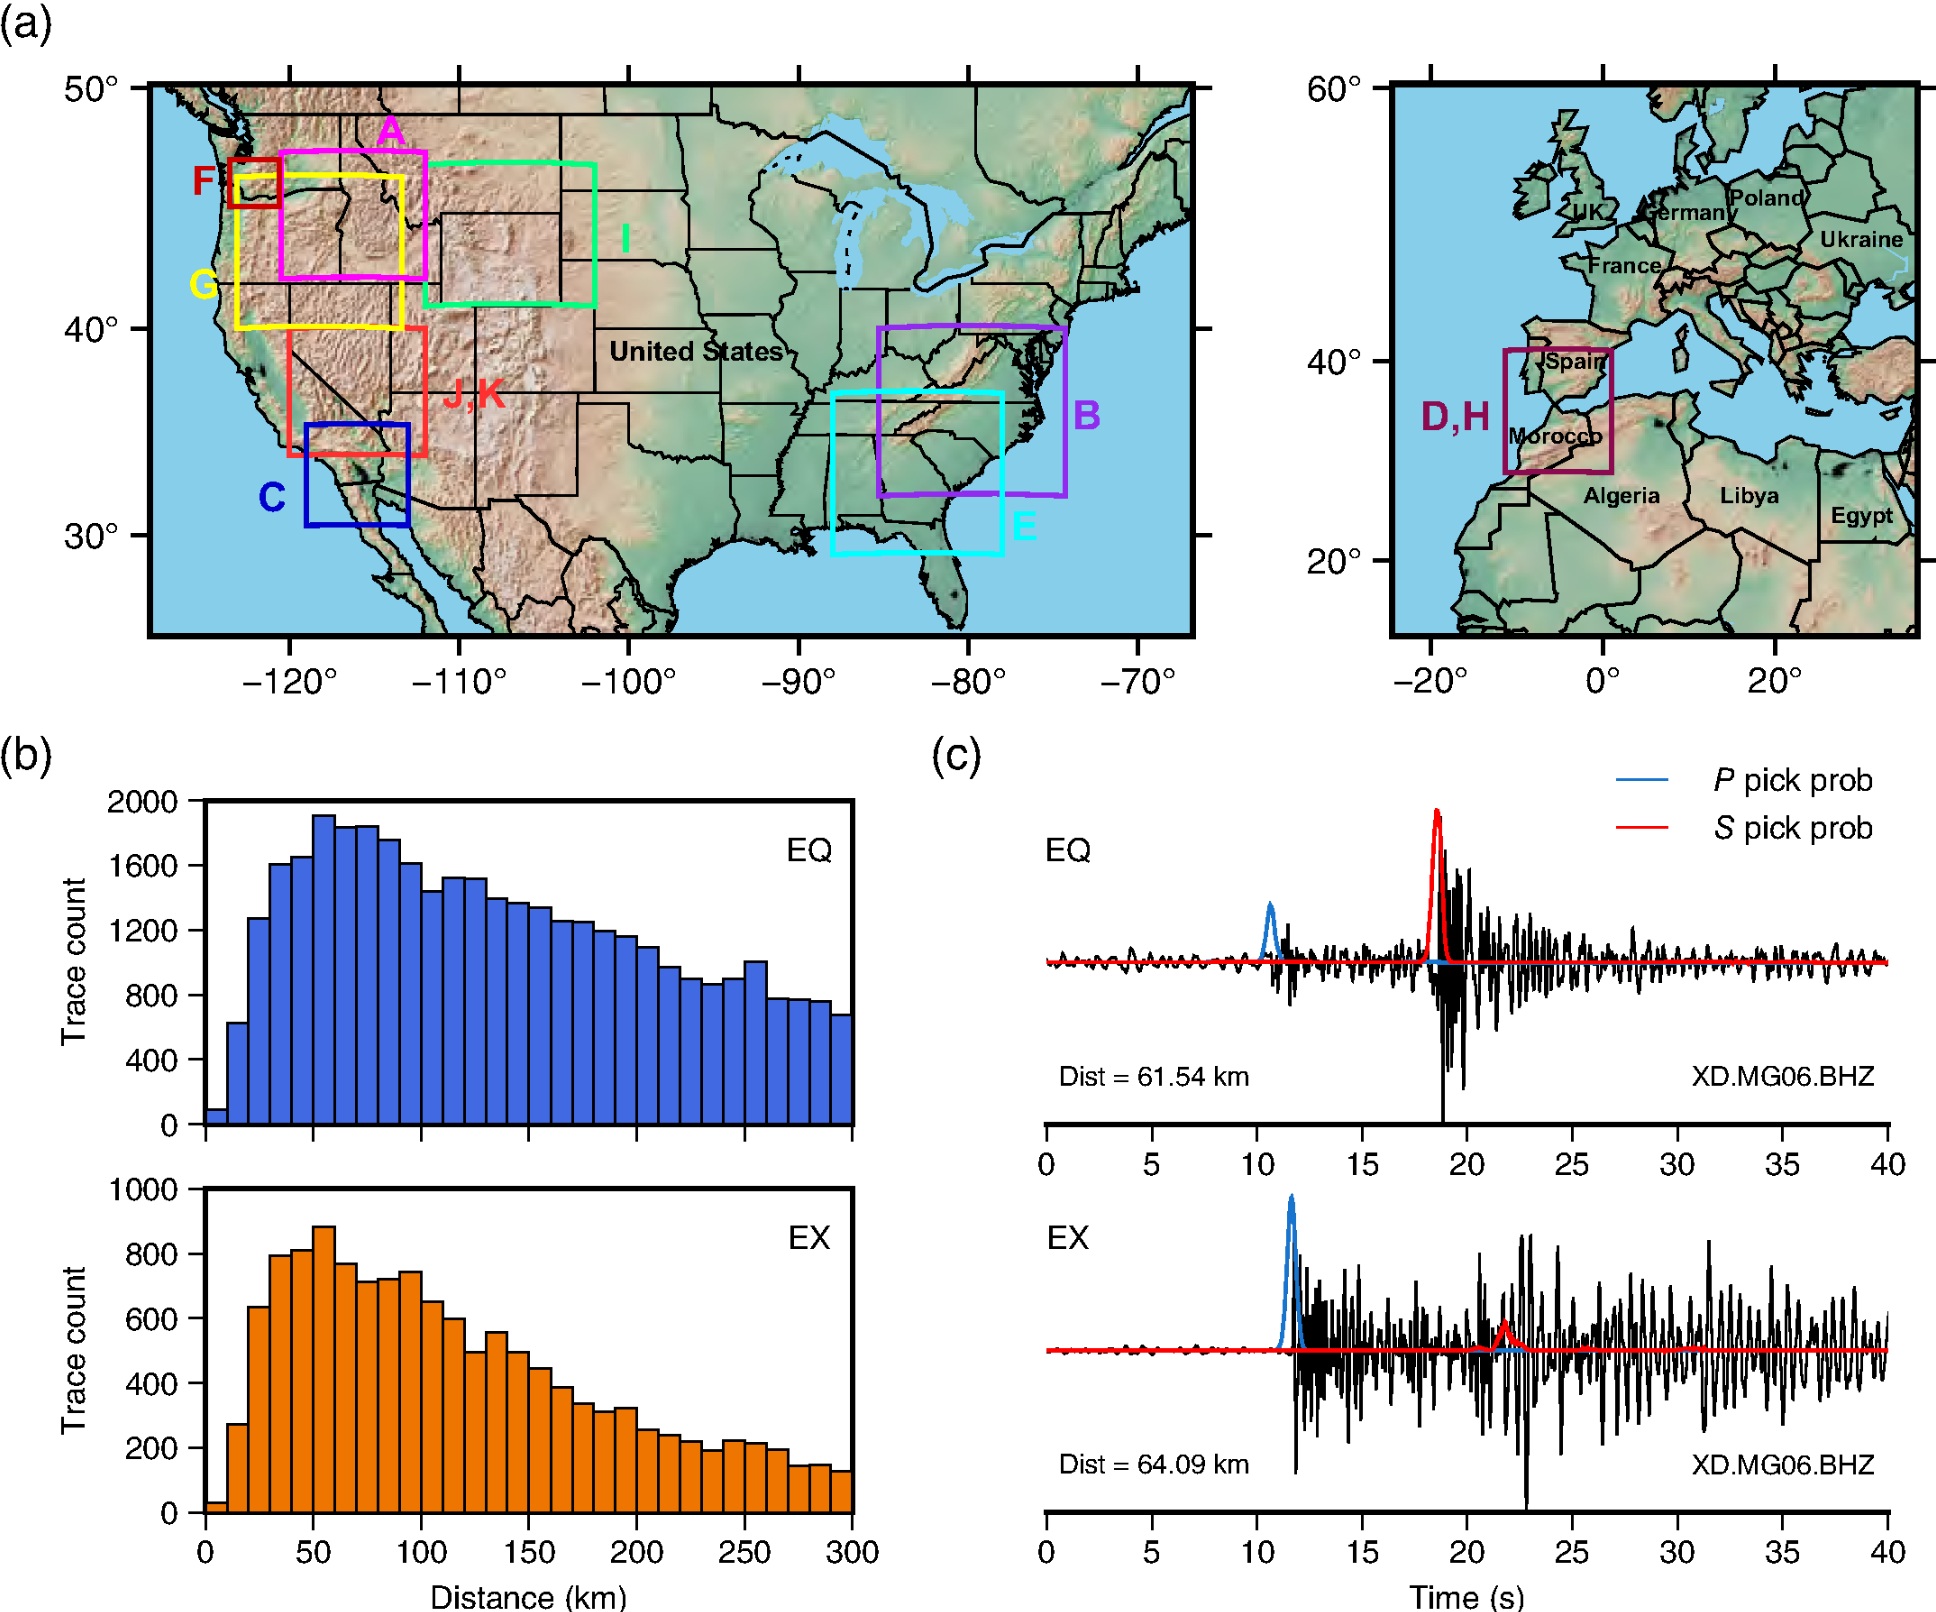 (a)
50°
40°
30°
−120°
−110°
−100°
−90°
−80°
−70°
A
F
G
I
J,K
C
B
E
United States
60°
40°
20°
−20°
0°
20°
UK
German
Poland
Ukraine
France
Spain
D,H
Morocco
Algeria
Libya
Egypt
(b)
Trace count
2000
1600
1200
800
400
0
EQ
Trace count
1000
800
600
400
200
0
EX
0
50
100
150
200
250
300
Distance (km)
(c)
P pick prob
S pick prob
EQ
Dist = 61.54 km
XD.MG06.BHZ
0
5
10
15
20
25
30
35
40
EX
Dist = 64.09 km
XD.MG06.BHZ
0
5
10
15
20
25
30
35
40
Time (s)